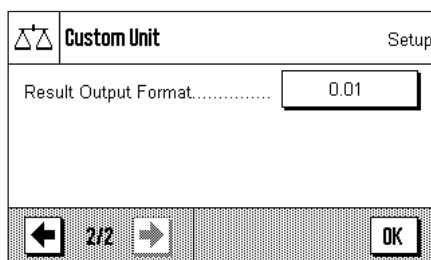 Custom Unit Setup
Result Output Format............... 0.01
2/2 OK